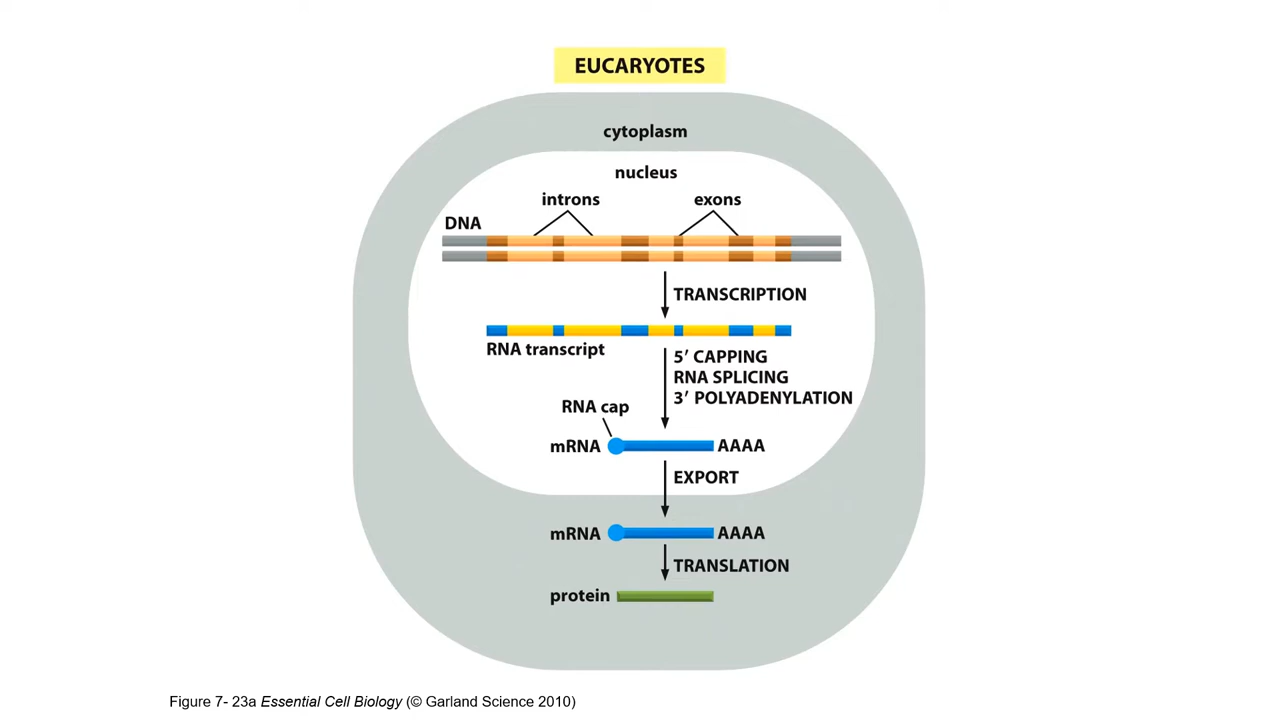 EUCARYOTES
cytoplasm
nucleus
introns exons
DNA
TRANSCRIPTION
RNA transcript
5′ CAPPING
RNA SPLICING
3′ POLYADENYLATION
RNA cap
mRNA AAAA
EXPORT
mRNA AAAA
TRANSLATION
protein
Figure 7- 23a Essential Cell Biology (© Garland Science 2010)